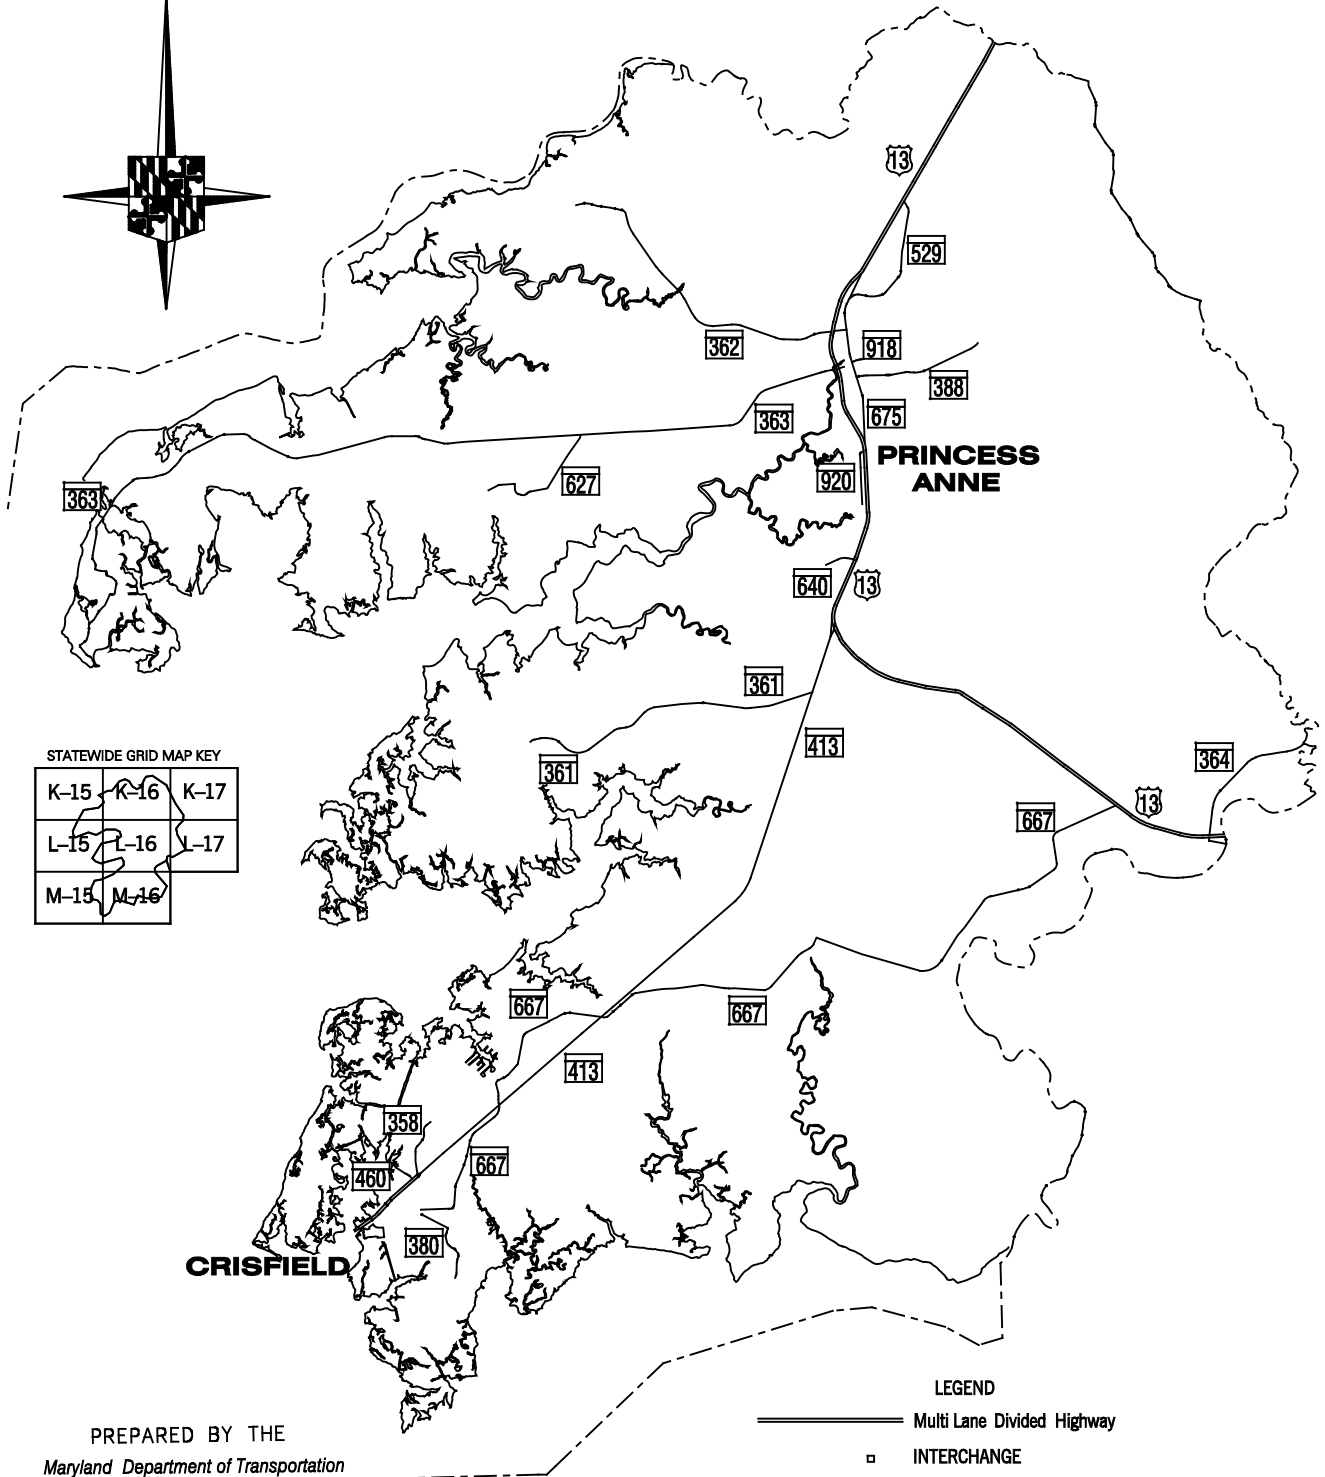 13
529
362
918
388
363
675
PRINCESS
ANNE
627
920
363
640
13
361
413
STATEWIDE GRID MAP KEY
361
364
K-15 K-16 K-17
13
667
L-15 L-16 L-17
M-15 M-16
667
667
413
358
667
460
380
CRISFIELD
LEGEND
Multi Lane Divided Highway
INTERCHANGE
PREPARED BY THE
Maryland Department of Transportation